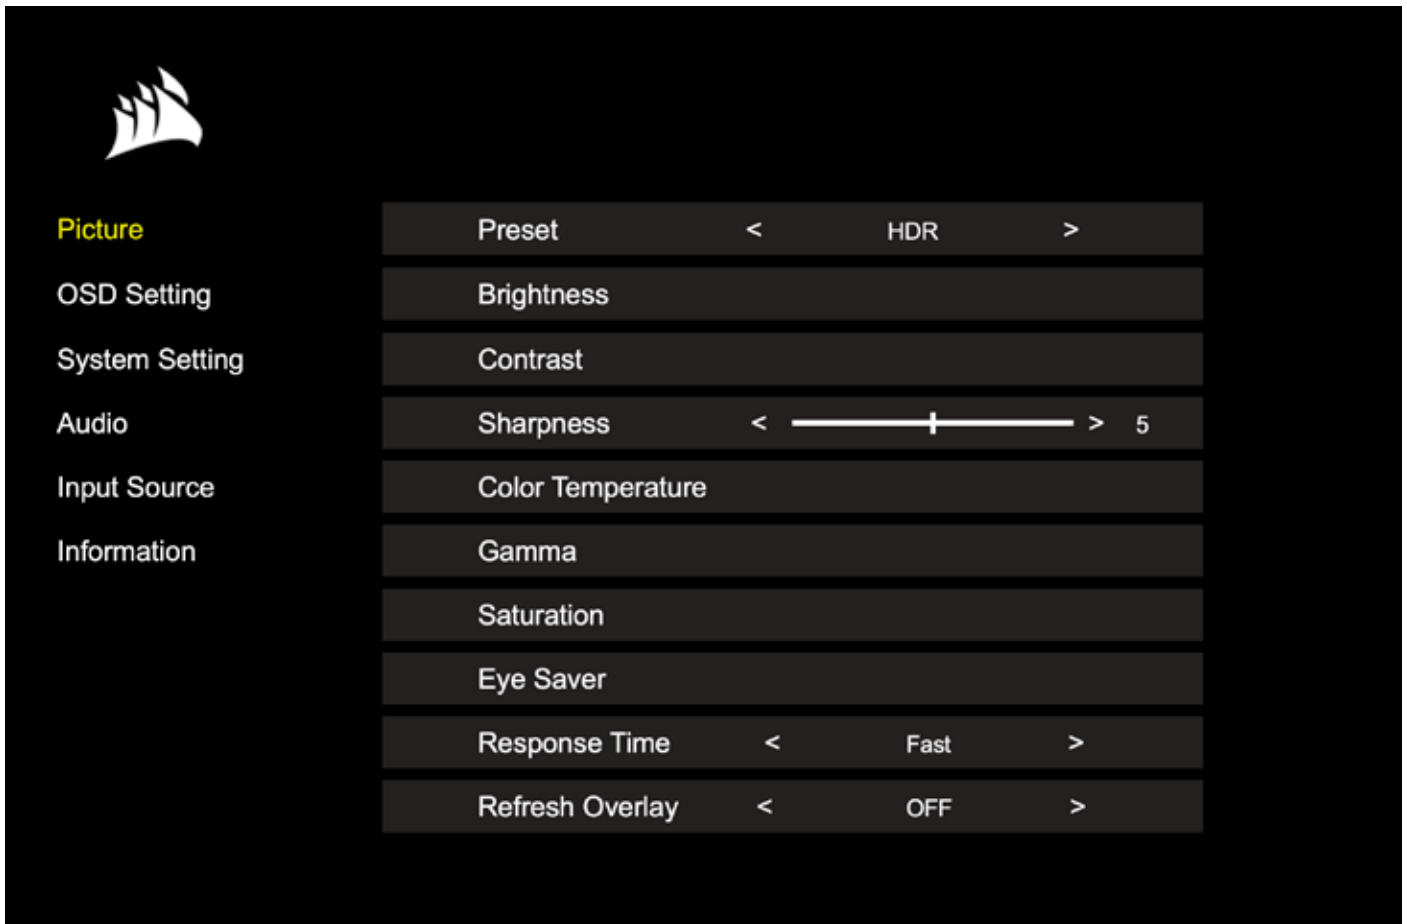 Picture
OSD Setting
System Setting
Audio
Input Source
Information
Preset < HDR >
Brightness
Contrast
Sharpness < > 5
Color Temperature
Gamma
Saturation
Eye Saver
Response Time < Fast >
Refresh Overlay < OFF >